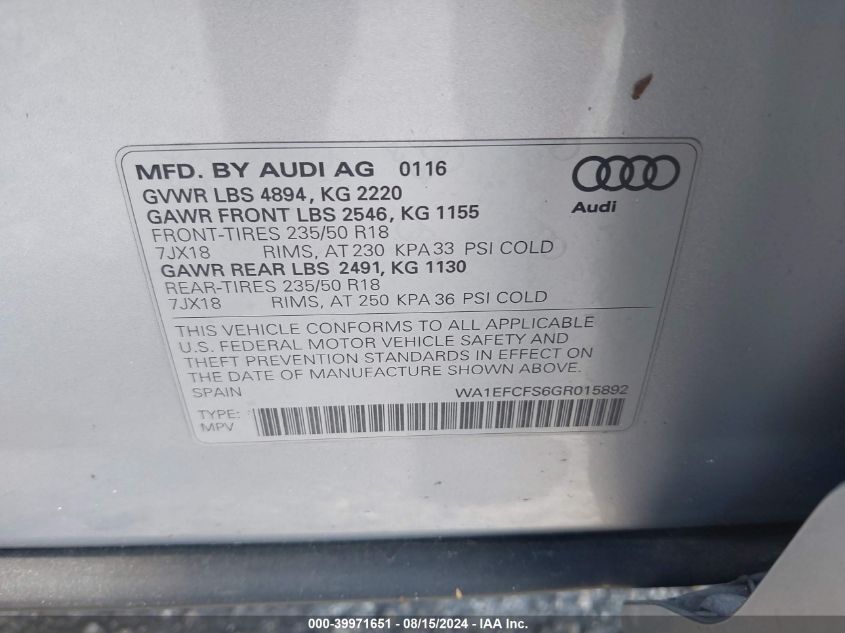 MFD. BY AUDI AG 0116
GVWR LBS 4894, KG 2220
GAWR FRONT LBS 2546, KG 1155
FRONT-TIRES 235/50 R18
7JX18 RIMS, AT 230 KPA 33 PSI COLD
GAWR REAR LBS 2491, KG 1130
REAR-TIRES 235/50 R18
7JX18 RIMS, AT 250 KPA 36 PSI COLD
Audi
THIS VEHICLE CONFORMS TO ALL APPLICABLE
U.S. FEDERAL MOTOR VEHICLE SAFETY AND
THEFT PREVENTION STANDARDS IN EFFECT ON
THE DATE OF MANUFACTURE SHOWN ABOVE.
SPAIN WA1EFCFS6GR015892
TYPE:
MPV
000-39971651 - 08/15/2024 - © IAA, Inc.